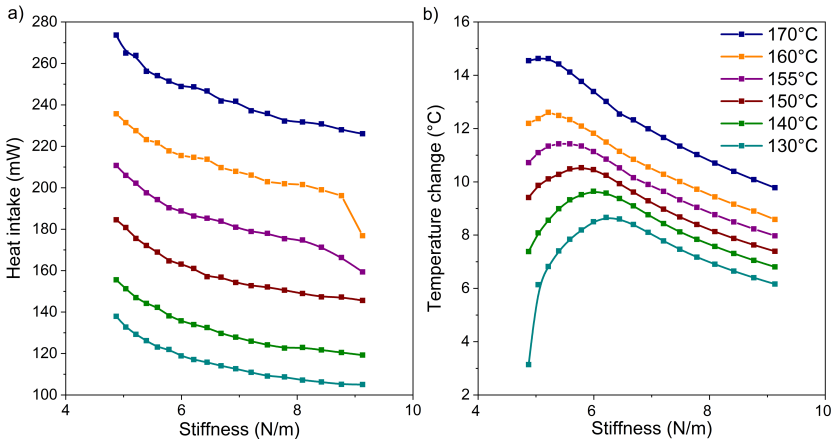 a)
280
260
240
220
200
180
160
140
120
100
Heat intake (mW)
4
6
8
10
Stiffness (N/m)
b)
16
14
12
10
8
6
4
2
Temperature change (°C)
4
6
8
10
Stiffness (N/m)
170°C
160°C
155°C
150°C
140°C
130°C